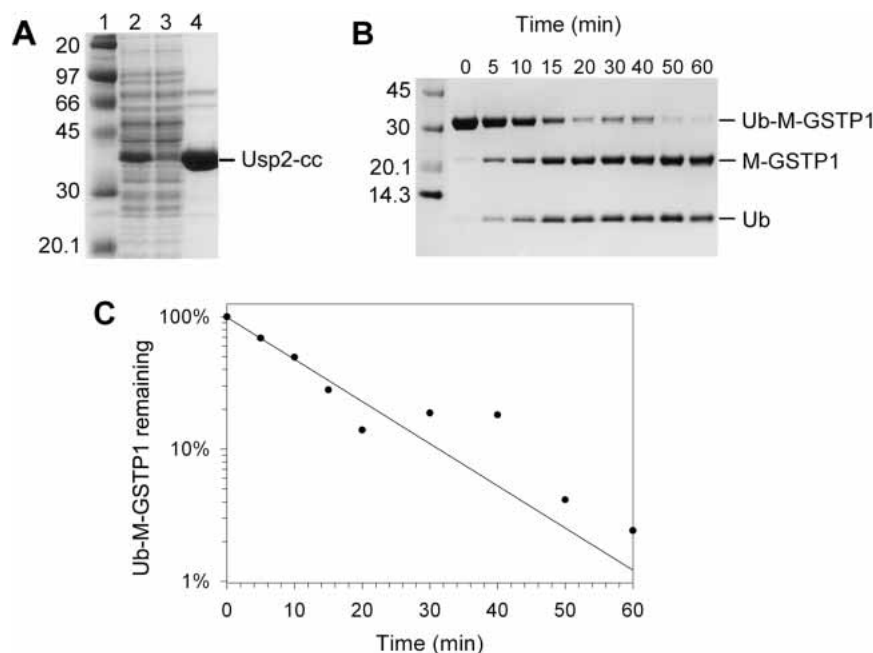 A
1 2 3 4
20
97
66
45
30
20.1
Usp2-cc
B
Time (min)
0 5 10 15 20 30 40 50 60
45
30
20.1
14.3
Ub-M-GSTP1
M-GSTP1
Ub
C
Ub-M-GSTP1 remaining
100%
10%
1%
0 10 20 30 40 50 60
Time (min)